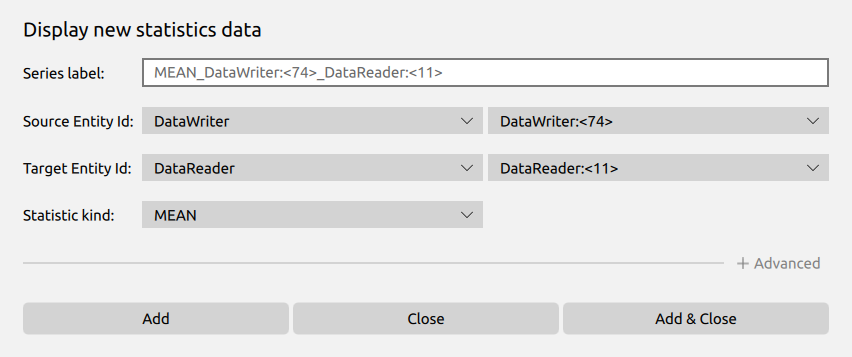 Display new statistics data
Series label: MEAN_DataWriter:<74>_DataReader:<11>
Source Entity Id: DataWriter DataWriter:<74>
Target Entity Id: DataReader DataReader:<11>
Statistic kind: MEAN
+ Advanced
Add Close Add & Close